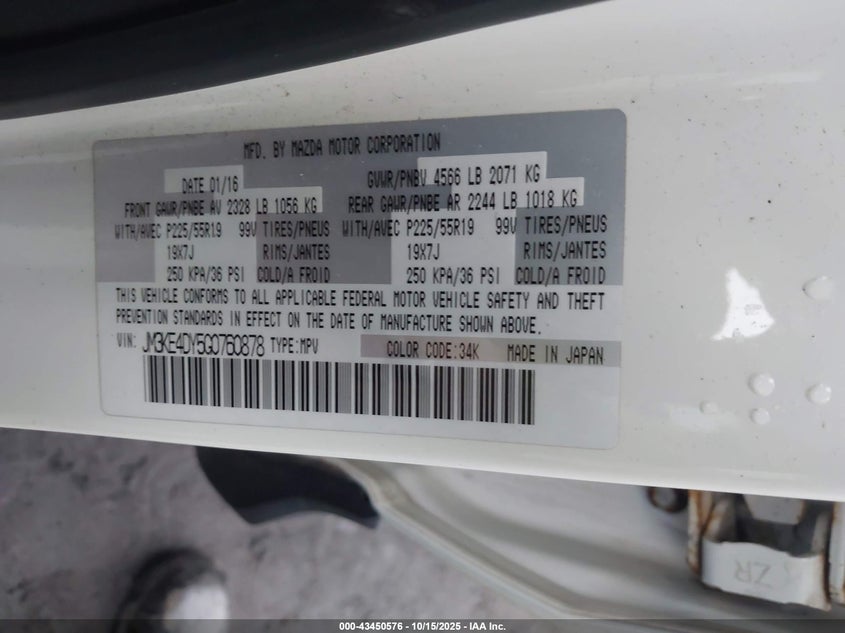 MFD. BY MAZDA MOTOR CORPORATION
DATE 01/16 GVWR/PNBV 4566 LB 2071 KG
FRONT GAWR/PNBE AV 2328 LB 1056 KG REAR GAWR/PNBE AR 2244 LB 1018 KG
WITH/AVEC P225/55R19 99V TIRES/PNEUS WITH/AVEC P225/55R19 99V TIRES/PNEUS
19X7J RIMS/JANTES 19X7J RIMS/JANTES
250 KPA/36 PSI COLD/A FROID 250 KPA/36 PSI COLD/A FROID
THIS VEHICLE CONFORMS TO ALL APPLICABLE FEDERAL MOTOR VEHICLE SAFETY AND THEFT
PREVENTION STANDARDS IN EFFECT ON THE DATE OF MANUFACTURE SHOWN ABOVE.
VIN: JM3KE4DY5G0760878 TYPE:MPV COLOR CODE:34K MADE IN JAPAN
ZR
000-43450576 - 10/15/2025 - IAA Inc.